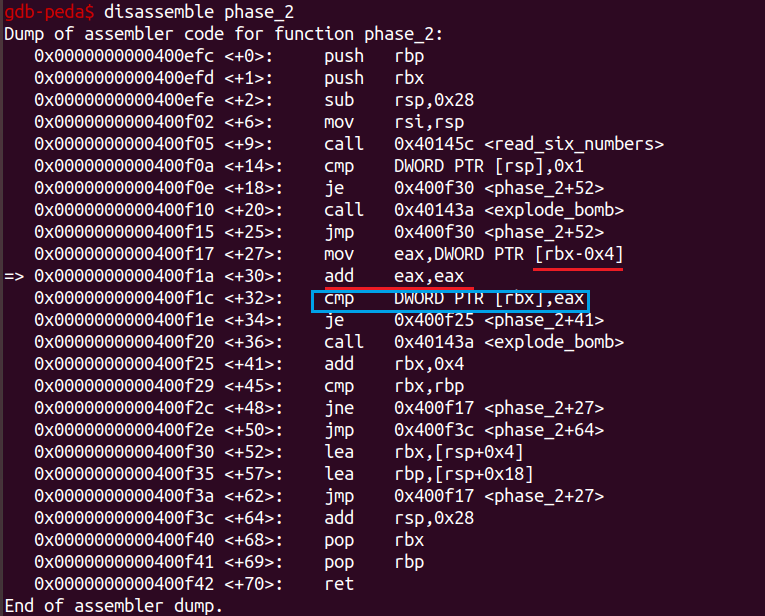 gdb-peda$ disassemble phase_2
Dump of assembler code for function phase_2:
   0x0000000000400efc <+0>:     push   rbp
   0x0000000000400efd <+1>:     push   rbx
   0x0000000000400efe <+2>:     sub    rsp,0x28
   0x0000000000400f02 <+6>:     mov    rsi,rsp
   0x0000000000400f05 <+9>:     call   0x40145c <read_six_numbers>
   0x0000000000400f0a <+14>:    cmp    DWORD PTR [rsp],0x1
   0x0000000000400f0e <+18>:    je     0x400f30 <phase_2+52>
   0x0000000000400f10 <+20>:    call   0x40143a <explode_bomb>
   0x0000000000400f15 <+25>:    jmp    0x400f30 <phase_2+52>
   0x0000000000400f17 <+27>:    mov    eax,DWORD PTR [rbx-0x4]
=> 0x0000000000400f1a <+30>:    add    eax,eax
   0x0000000000400f1c <+32>:    cmp    DWORD PTR [rbx],eax
   0x0000000000400f1e <+34>:    je     0x400f25 <phase_2+41>
   0x0000000000400f20 <+36>:    call   0x40143a <explode_bomb>
   0x0000000000400f25 <+41>:    add    rbx,0x4
   0x0000000000400f29 <+45>:    cmp    rbx,rbp
   0x0000000000400f2c <+48>:    jne    0x400f17 <phase_2+27>
   0x0000000000400f2e <+50>:    jmp    0x400f3c <phase_2+64>
   0x0000000000400f30 <+52>:    lea    rbx,[rsp+0x4]
   0x0000000000400f35 <+57>:    lea    rbp,[rsp+0x18]
   0x0000000000400f3a <+62>:    jmp    0x400f17 <phase_2+27>
   0x0000000000400f3c <+64>:    add    rsp,0x28
   0x0000000000400f40 <+68>:    pop    rbx
   0x0000000000400f41 <+69>:    pop    rbp
   0x0000000000400f42 <+70>:    ret
End of assembler dump.